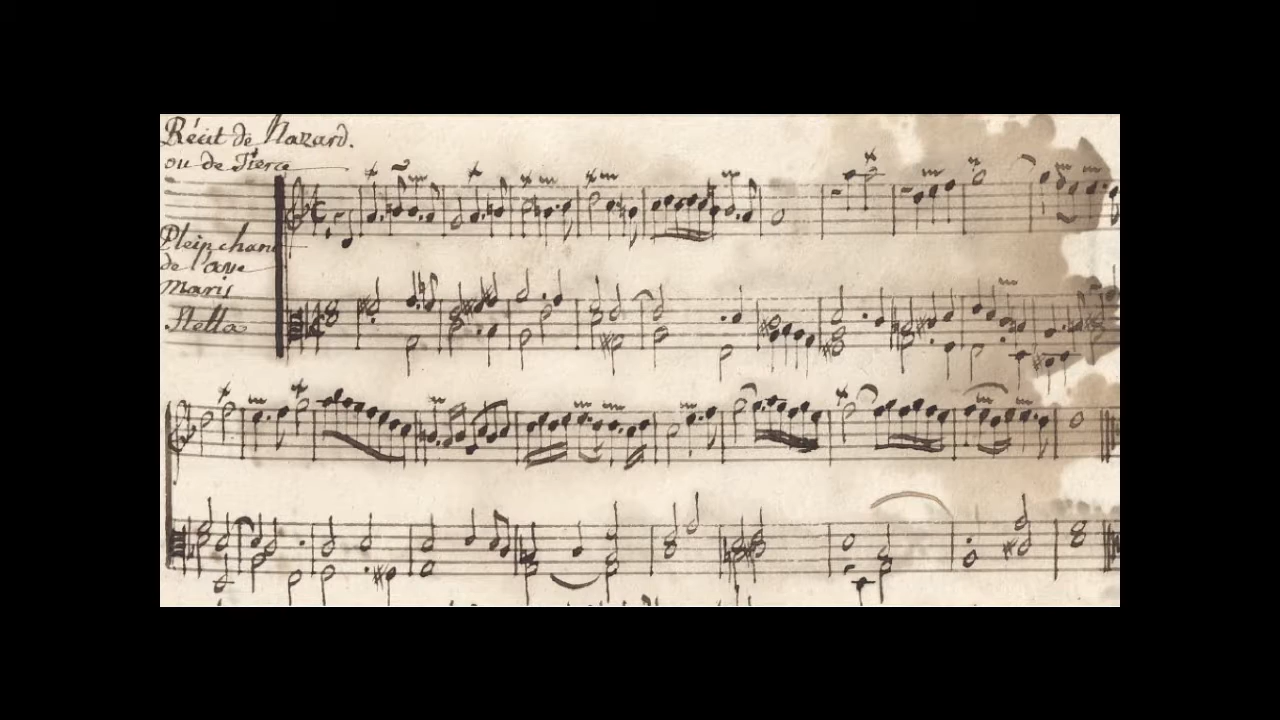 Récit de Nazard.
ou de Tierce
Plein chant
de l'ave
maris
Stella